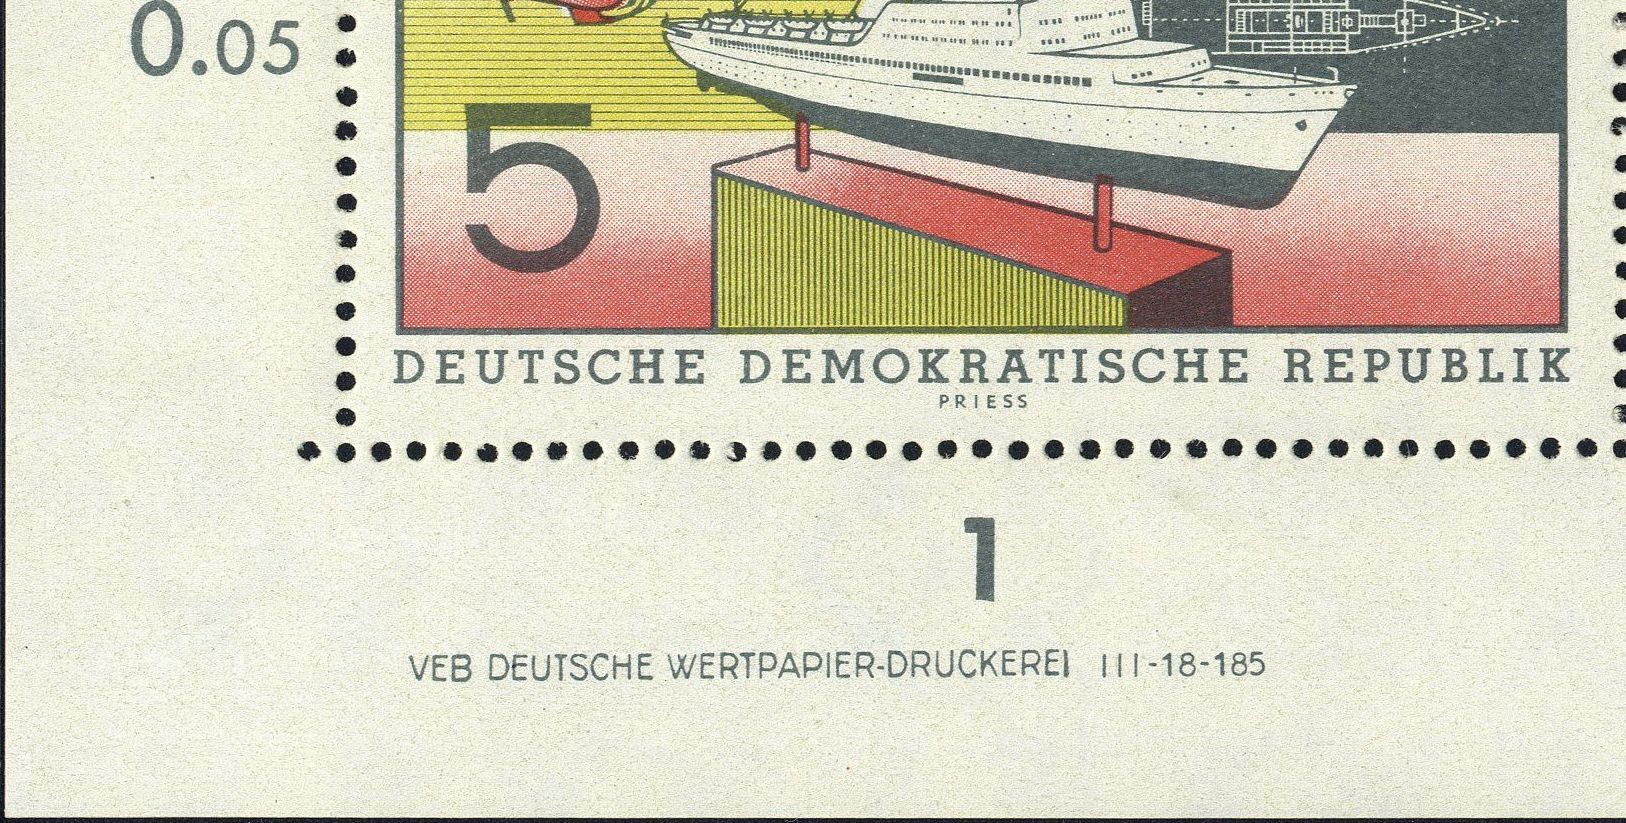 0.05
5
DEUTSCHE DEMOKRATISCHE REPUBLIK
PRIESS
1
VEB DEUTSCHE WERTPAPIER-DRUCKEREI III-18-185